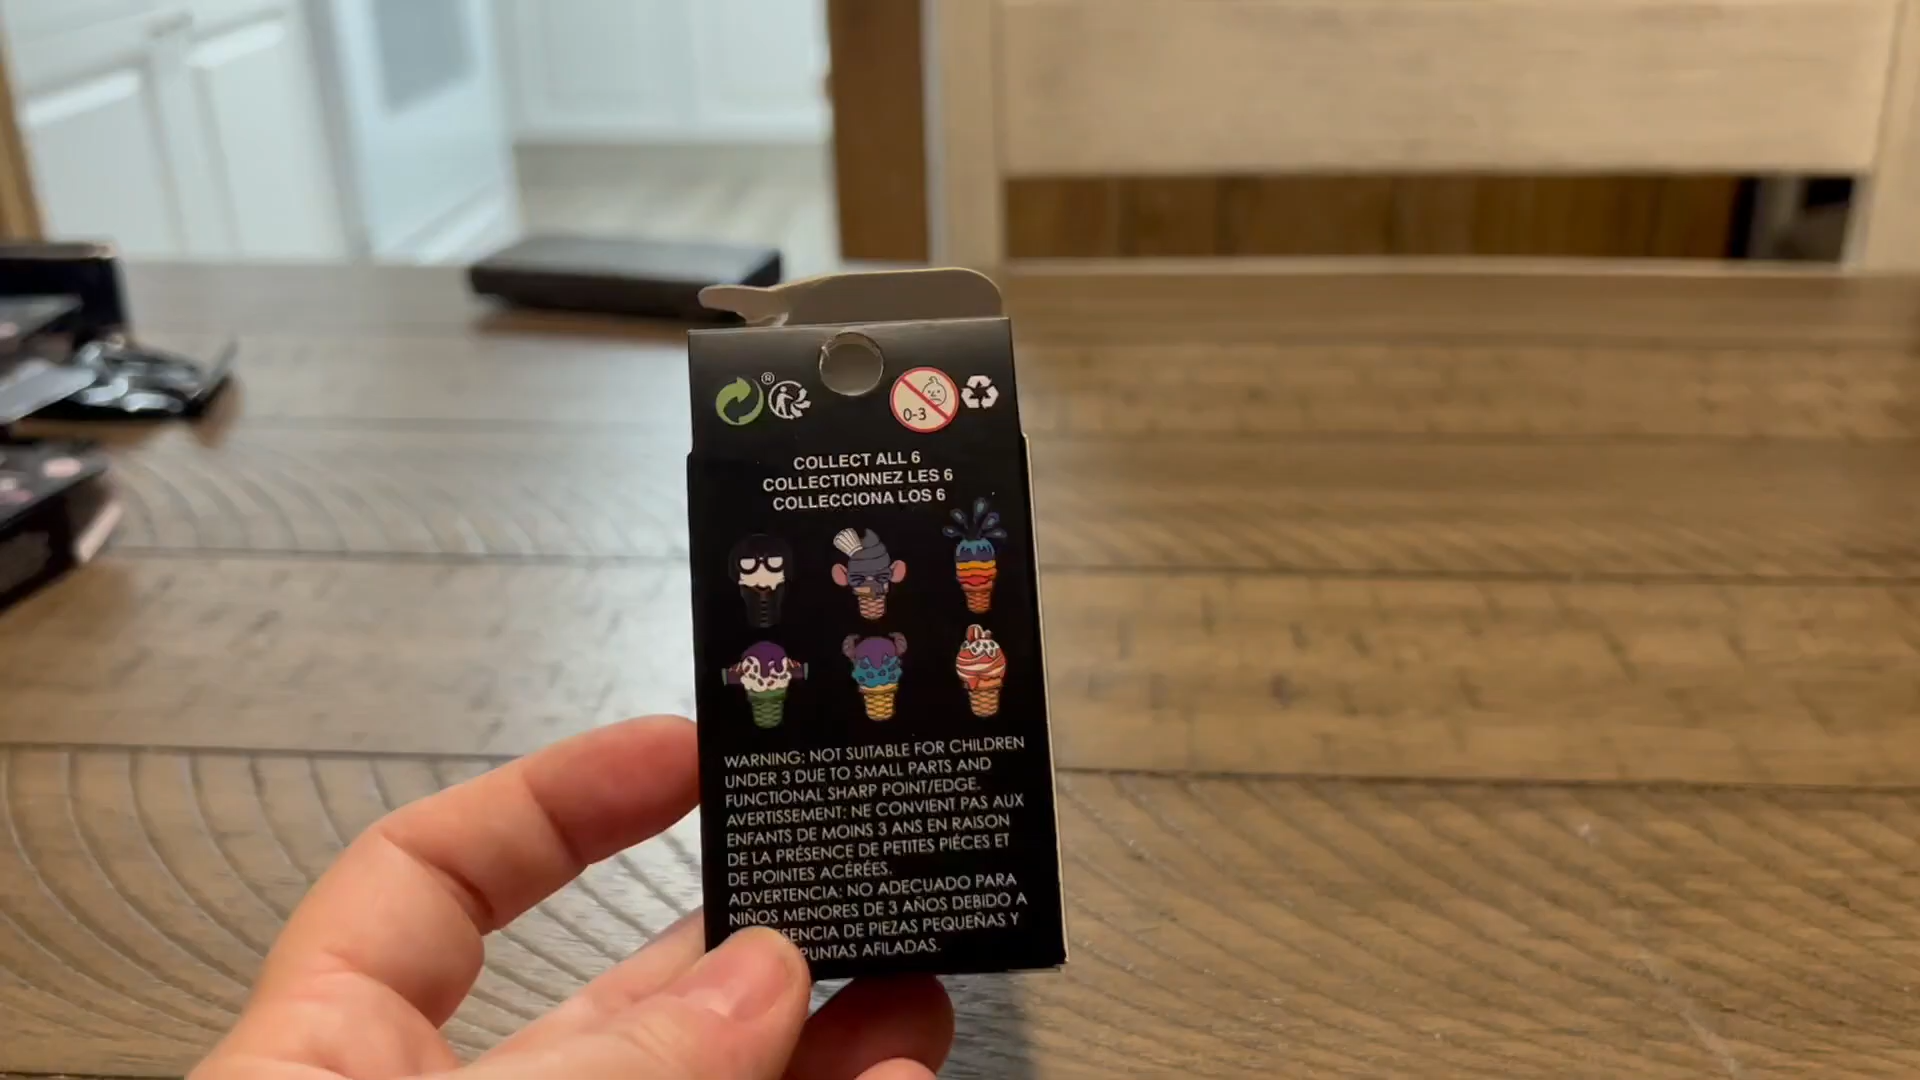 ®
0-3
COLLECT ALL 6
COLLECTIONNEZ LES 6
COLLECCIONA LOS 6
WARNING: NOT SUITABLE FOR CHILDREN
UNDER 3 DUE TO SMALL PARTS AND
FUNCTIONAL SHARP POINT/EDGE.
AVERTISSEMENT: NE CONVIENT PAS AUX
ENFANTS DE MOINS 3 ANS EN RAISON
DE LA PRÉSENCE DE PETITES PIÉCES ET
DE POINTES ACÉRÉES.
ADVERTENCIA: NO ADECUADO PARA
NIÑOS MENORES DE 3 AÑOS DEBIDO A
DE PIEZAS PEQUEÑAS Y
PUNTAS AFILADAS.